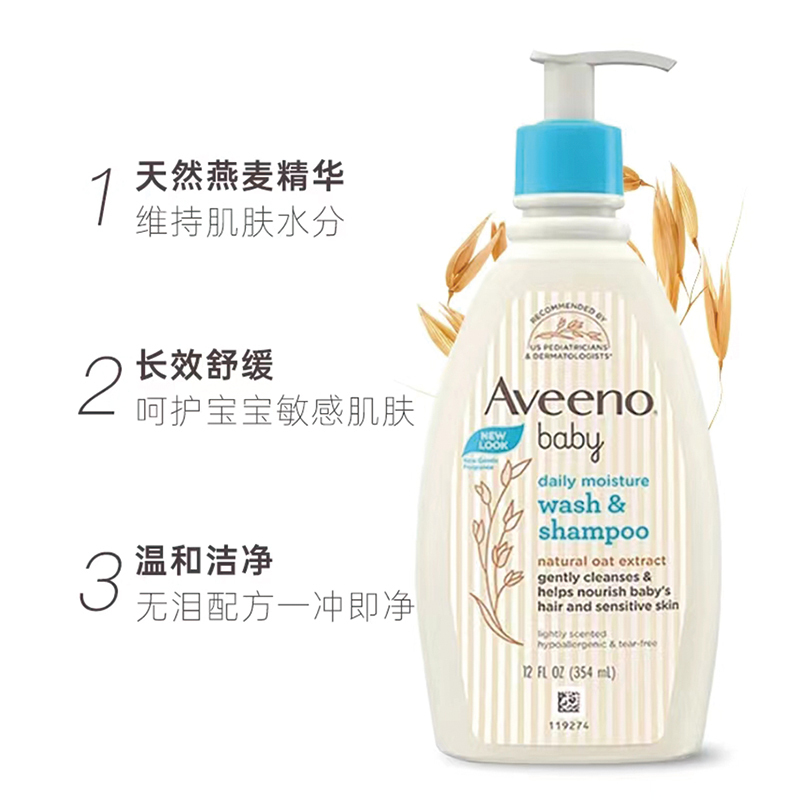 1
天然燕麦精华
维持肌肤水分
2
长效舒缓
呵护宝宝敏感肌肤
3
温和洁净
无泪配方一冲即净
RECOMMENDED BY
US PEDIATRICIANS
& DERMATOLOGISTS*
Aveeno®
baby
NEW
LOOK
Same Gentle
Fragrance
daily moisture
wash &
shampoo
natural oat extract
gently cleanses &
helps nourish baby's
hair and sensitive skin
lightly scented
hypoallergenic & tear-free
12 FL OZ (354 mL)
119274